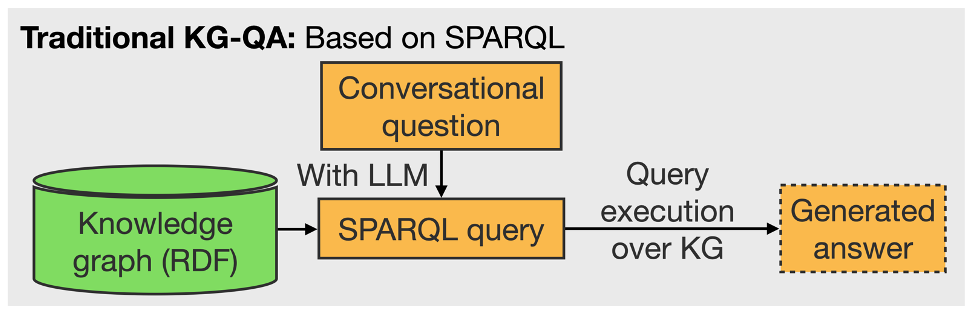 Traditional KG-QA: Based on SPARQL
Conversational
question
With LLM
Knowledge
graph (RDF)
SPARQL query
Query
execution
over KG
Generated
answer